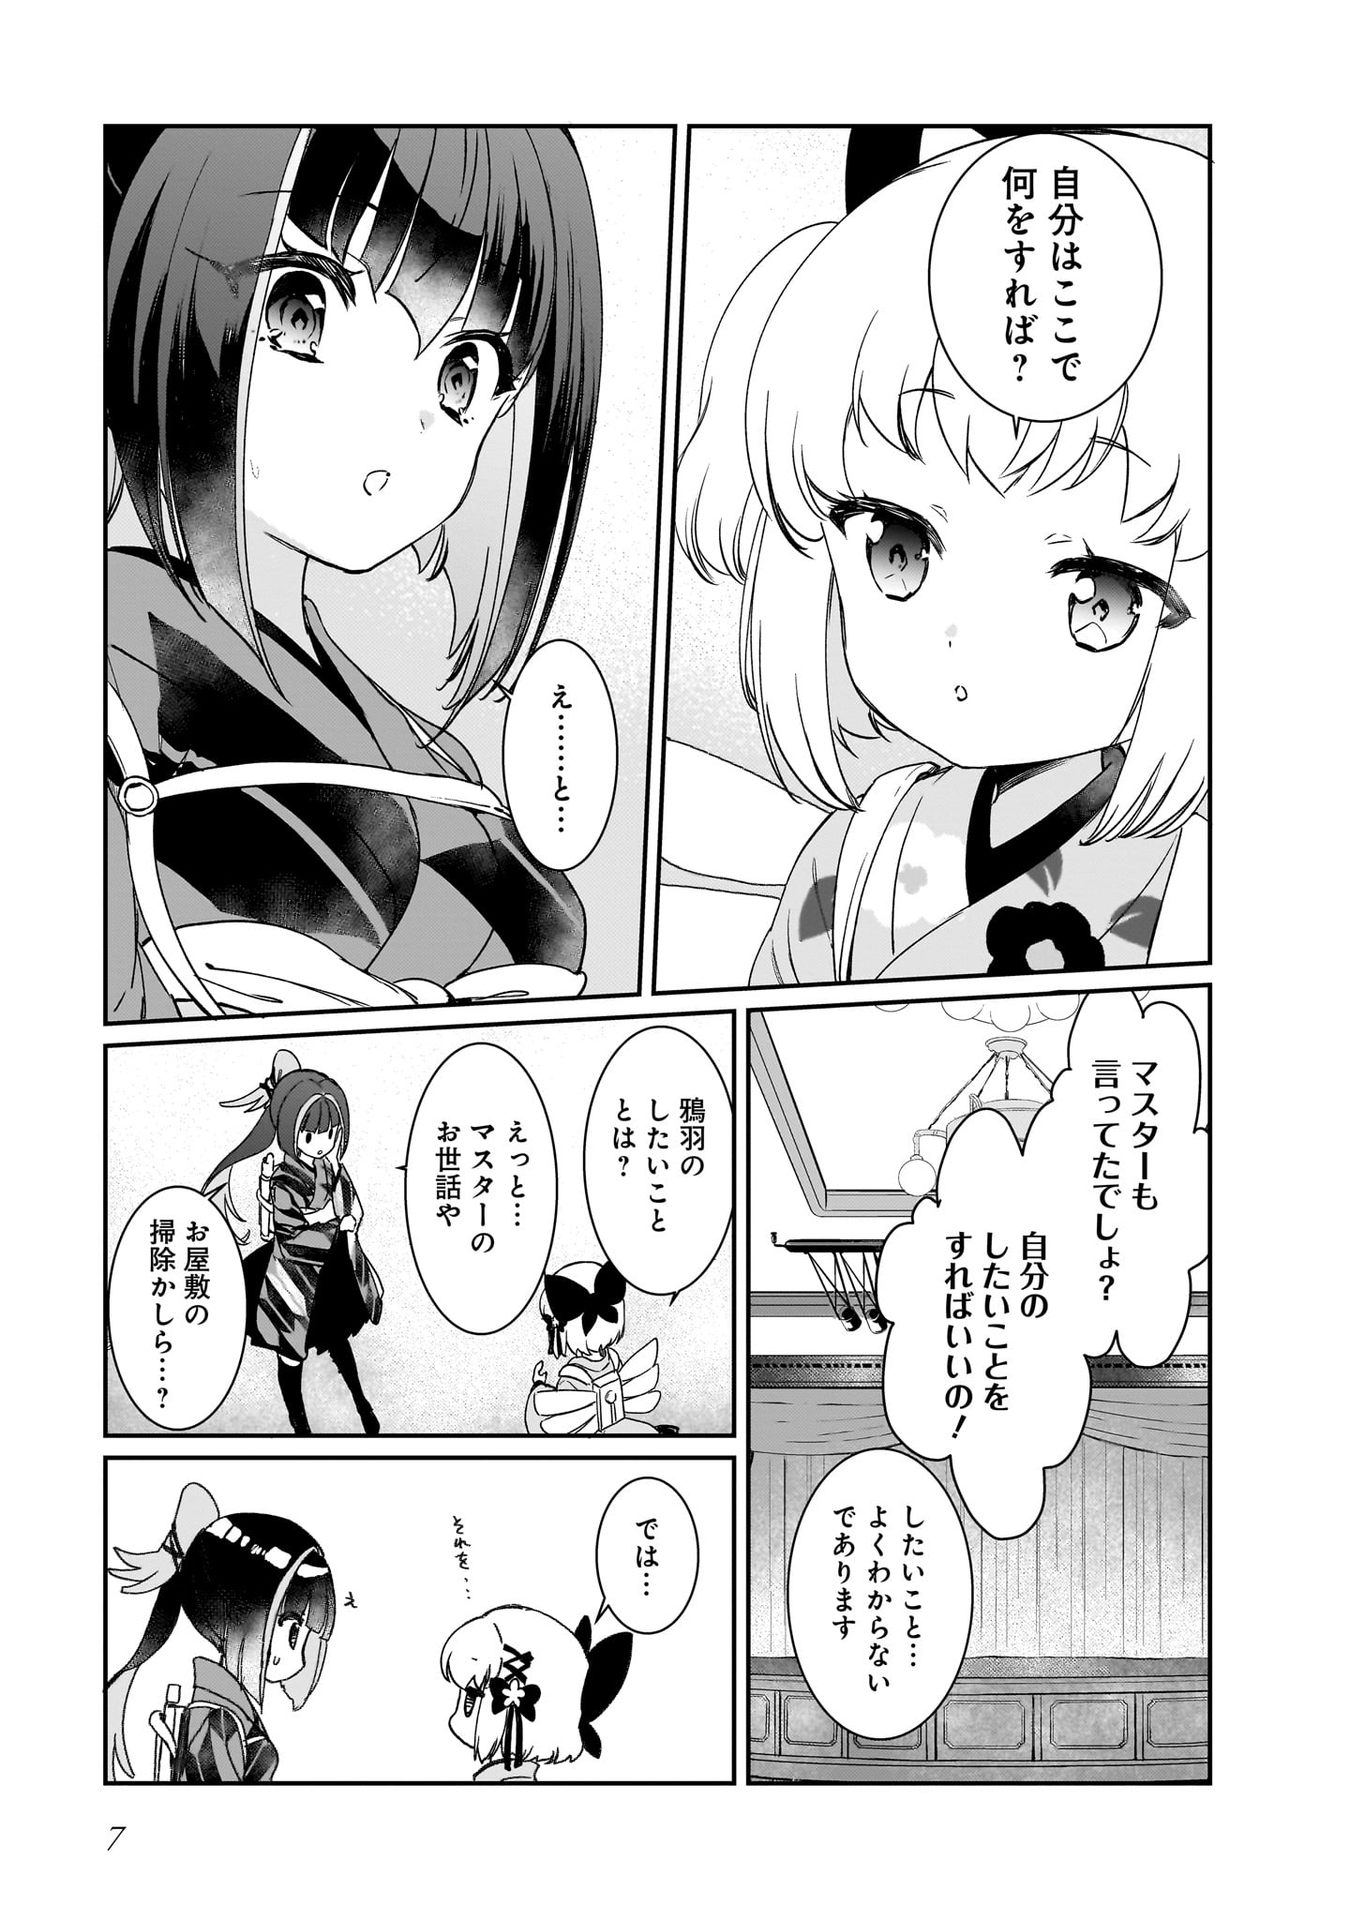 自分はここで
何をすれば?
え……と…
マスターも
言ってたでしょ?
自分の
したいことを
すればいいの!
したいこと…
よくわからない
であります
鴉羽の
したいこと
とは?
えっと…
マスターの
お世話や
お屋敷の
掃除かしら…?
では…
それを…
え
7